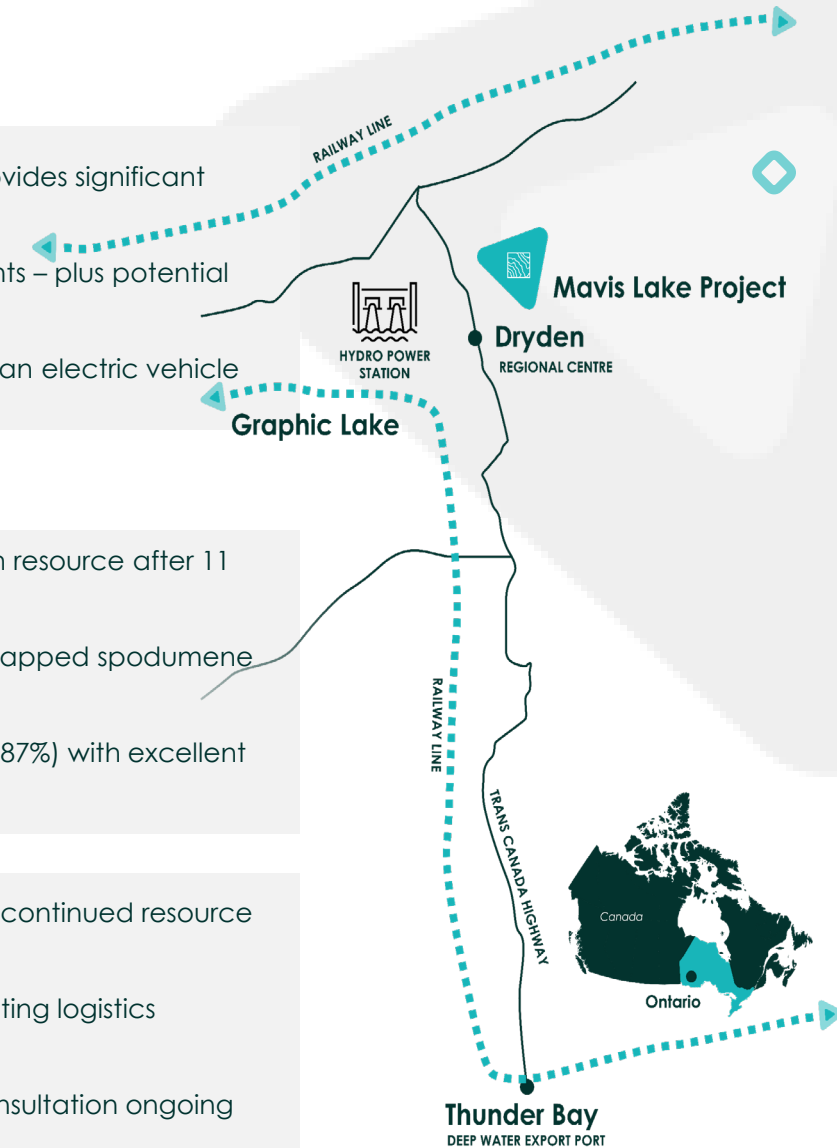 RAILWAY LINE
ovides significant
nts – plus potential
an electric vehicle
Mavis Lake Project
Dryden
REGIONAL CENTRE
HYDRO POWER
STATION
Graphic Lake
n resource after 11
apped spodumene
87%) with excellent
RAILWAY LINE
TRANS CANADA HIGHWAY
continued resource
ting logistics
nsultation ongoing
Canada
Ontario
Thunder Bay
DEEP WATER EXPORT PORT